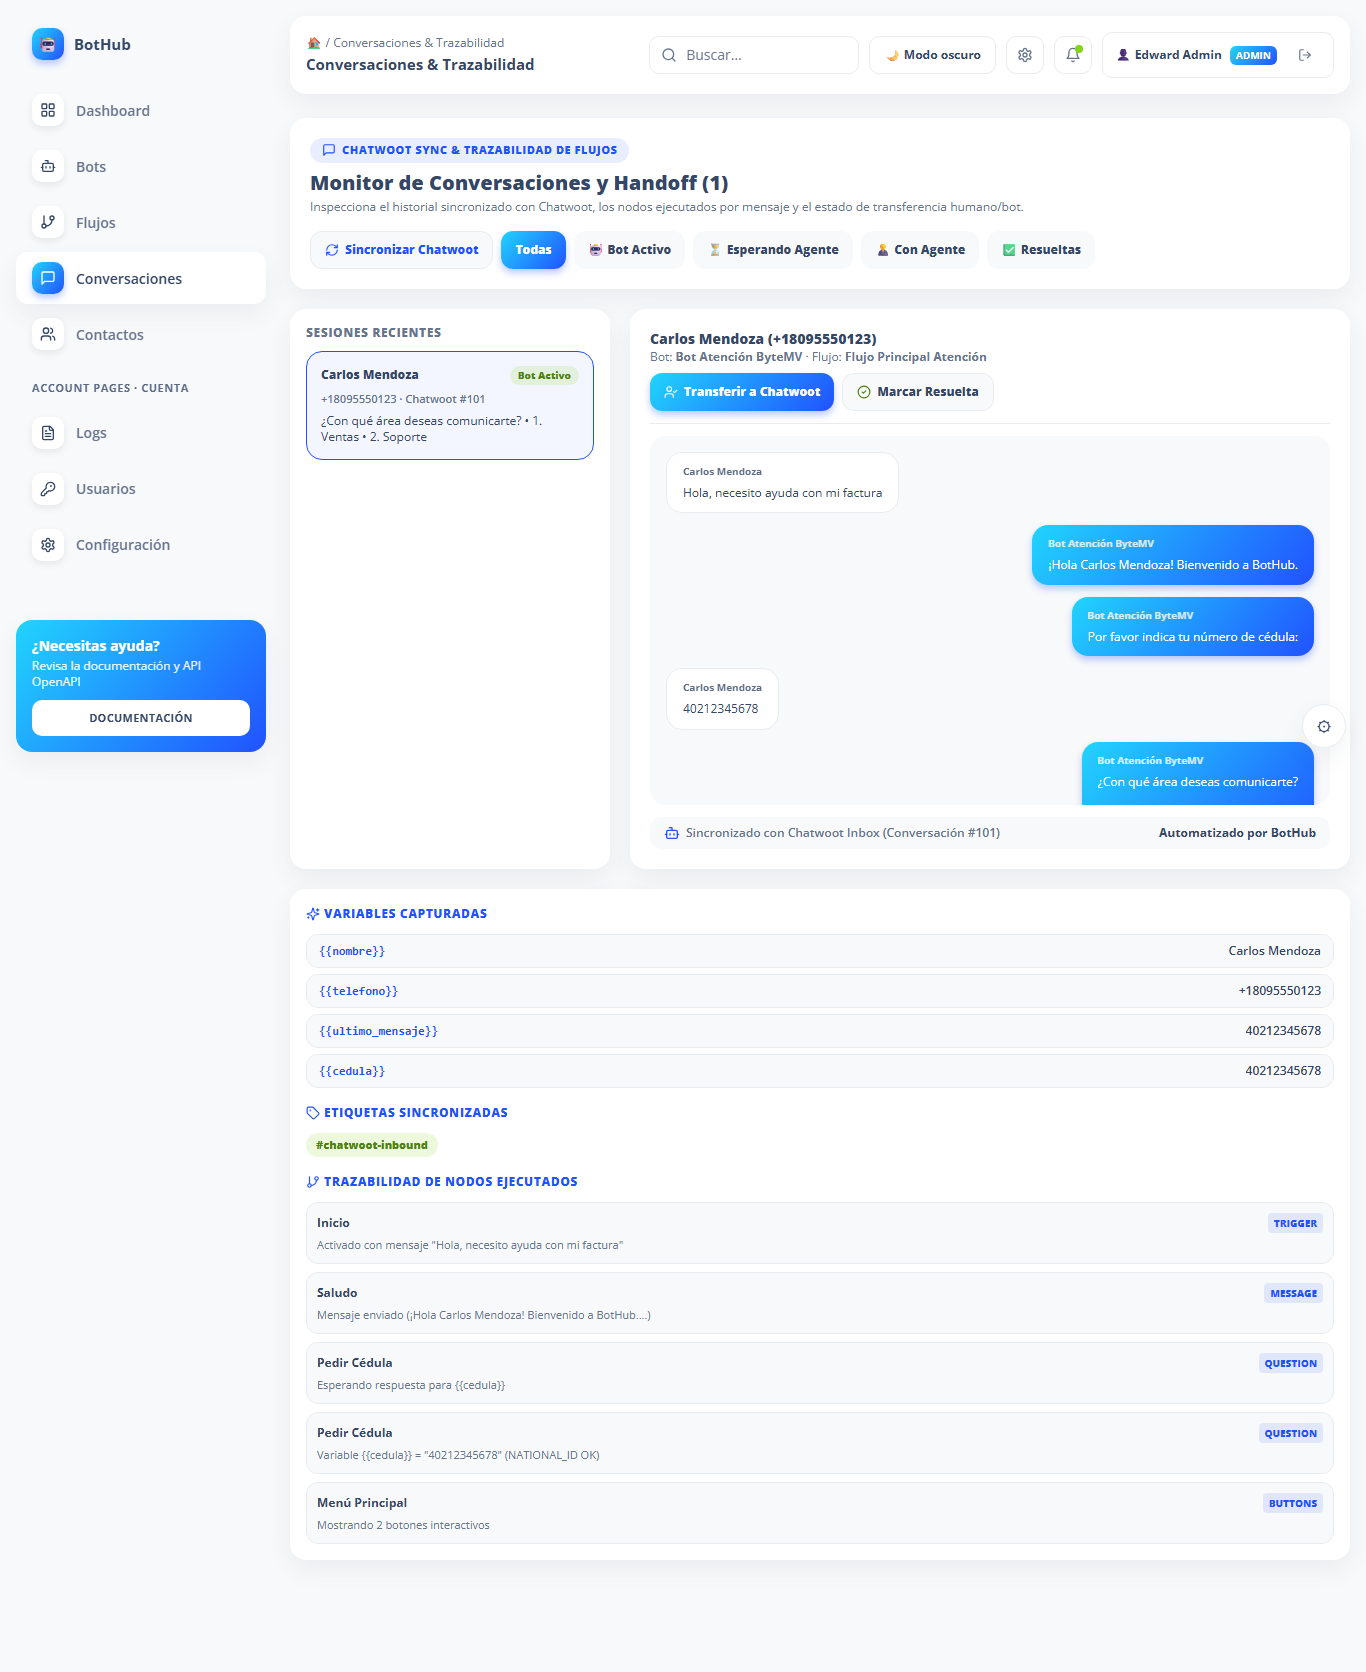 BotHub
Dashboard
Bots
Flujos
Conversaciones
Contactos
ACCOUNT PAGES · CUENTA
Logs
Usuarios
Configuración
¿Necesitas ayuda?
Revisa la documentación y API
OpenAPI
DOCUMENTACIÓN
/ Conversaciones & Trazabilidad
Conversaciones & Trazabilidad
Buscar...
Modo oscuro
Edward Admin ADMIN
CHATWOOT SYNC & TRAZABILIDAD DE FLUJOS
Monitor de Conversaciones y Handoff (1)
Inspecciona el historial sincronizado con Chatwoot, los nodos ejecutados por mensaje y el estado de transferencia humano/bot.
Sincronizar Chatwoot
Todas
Bot Activo
Esperando Agente
Con Agente
Resueltas
SESIONES RECIENTES
Carlos Mendoza Bot Activo
+18095550123 · Chatwoot #101
¿Con qué área deseas comunicarte? • 1.
Ventas • 2. Soporte
Carlos Mendoza (+18095550123)
Bot: Bot Atención ByteMV · Flujo: Flujo Principal Atención
Transferir a Chatwoot
Marcar Resuelta
Carlos Mendoza
Hola, necesito ayuda con mi factura
Bot Atención ByteMV
¡Hola Carlos Mendoza! Bienvenido a BotHub.
Bot Atención ByteMV
Por favor indica tu número de cédula:
Carlos Mendoza
40212345678
Bot Atención ByteMV
¿Con qué área deseas comunicarte?
Sincronizado con Chatwoot Inbox (Conversación #101) Automatizado por BotHub
VARIABLES CAPTURADAS
{{nombre}} Carlos Mendoza
{{telefono}} +18095550123
{{ultimo_mensaje}} 40212345678
{{cedula}} 40212345678
ETIQUETAS SINCRONIZADAS
#chatwoot-inbound
TRAZABILIDAD DE NODOS EJECUTADOS
Inicio TRIGGER
Activado con mensaje "Hola, necesito ayuda con mi factura"
Saludo MESSAGE
Mensaje enviado (¡Hola Carlos Mendoza! Bienvenido a BotHub....)
Pedir Cédula QUESTION
Esperando respuesta para {{cedula}}
Pedir Cédula QUESTION
Variable {{cedula}} = "40212345678" (NATIONAL_ID OK)
Menú Principal BUTTONS
Mostrando 2 botones interactivos